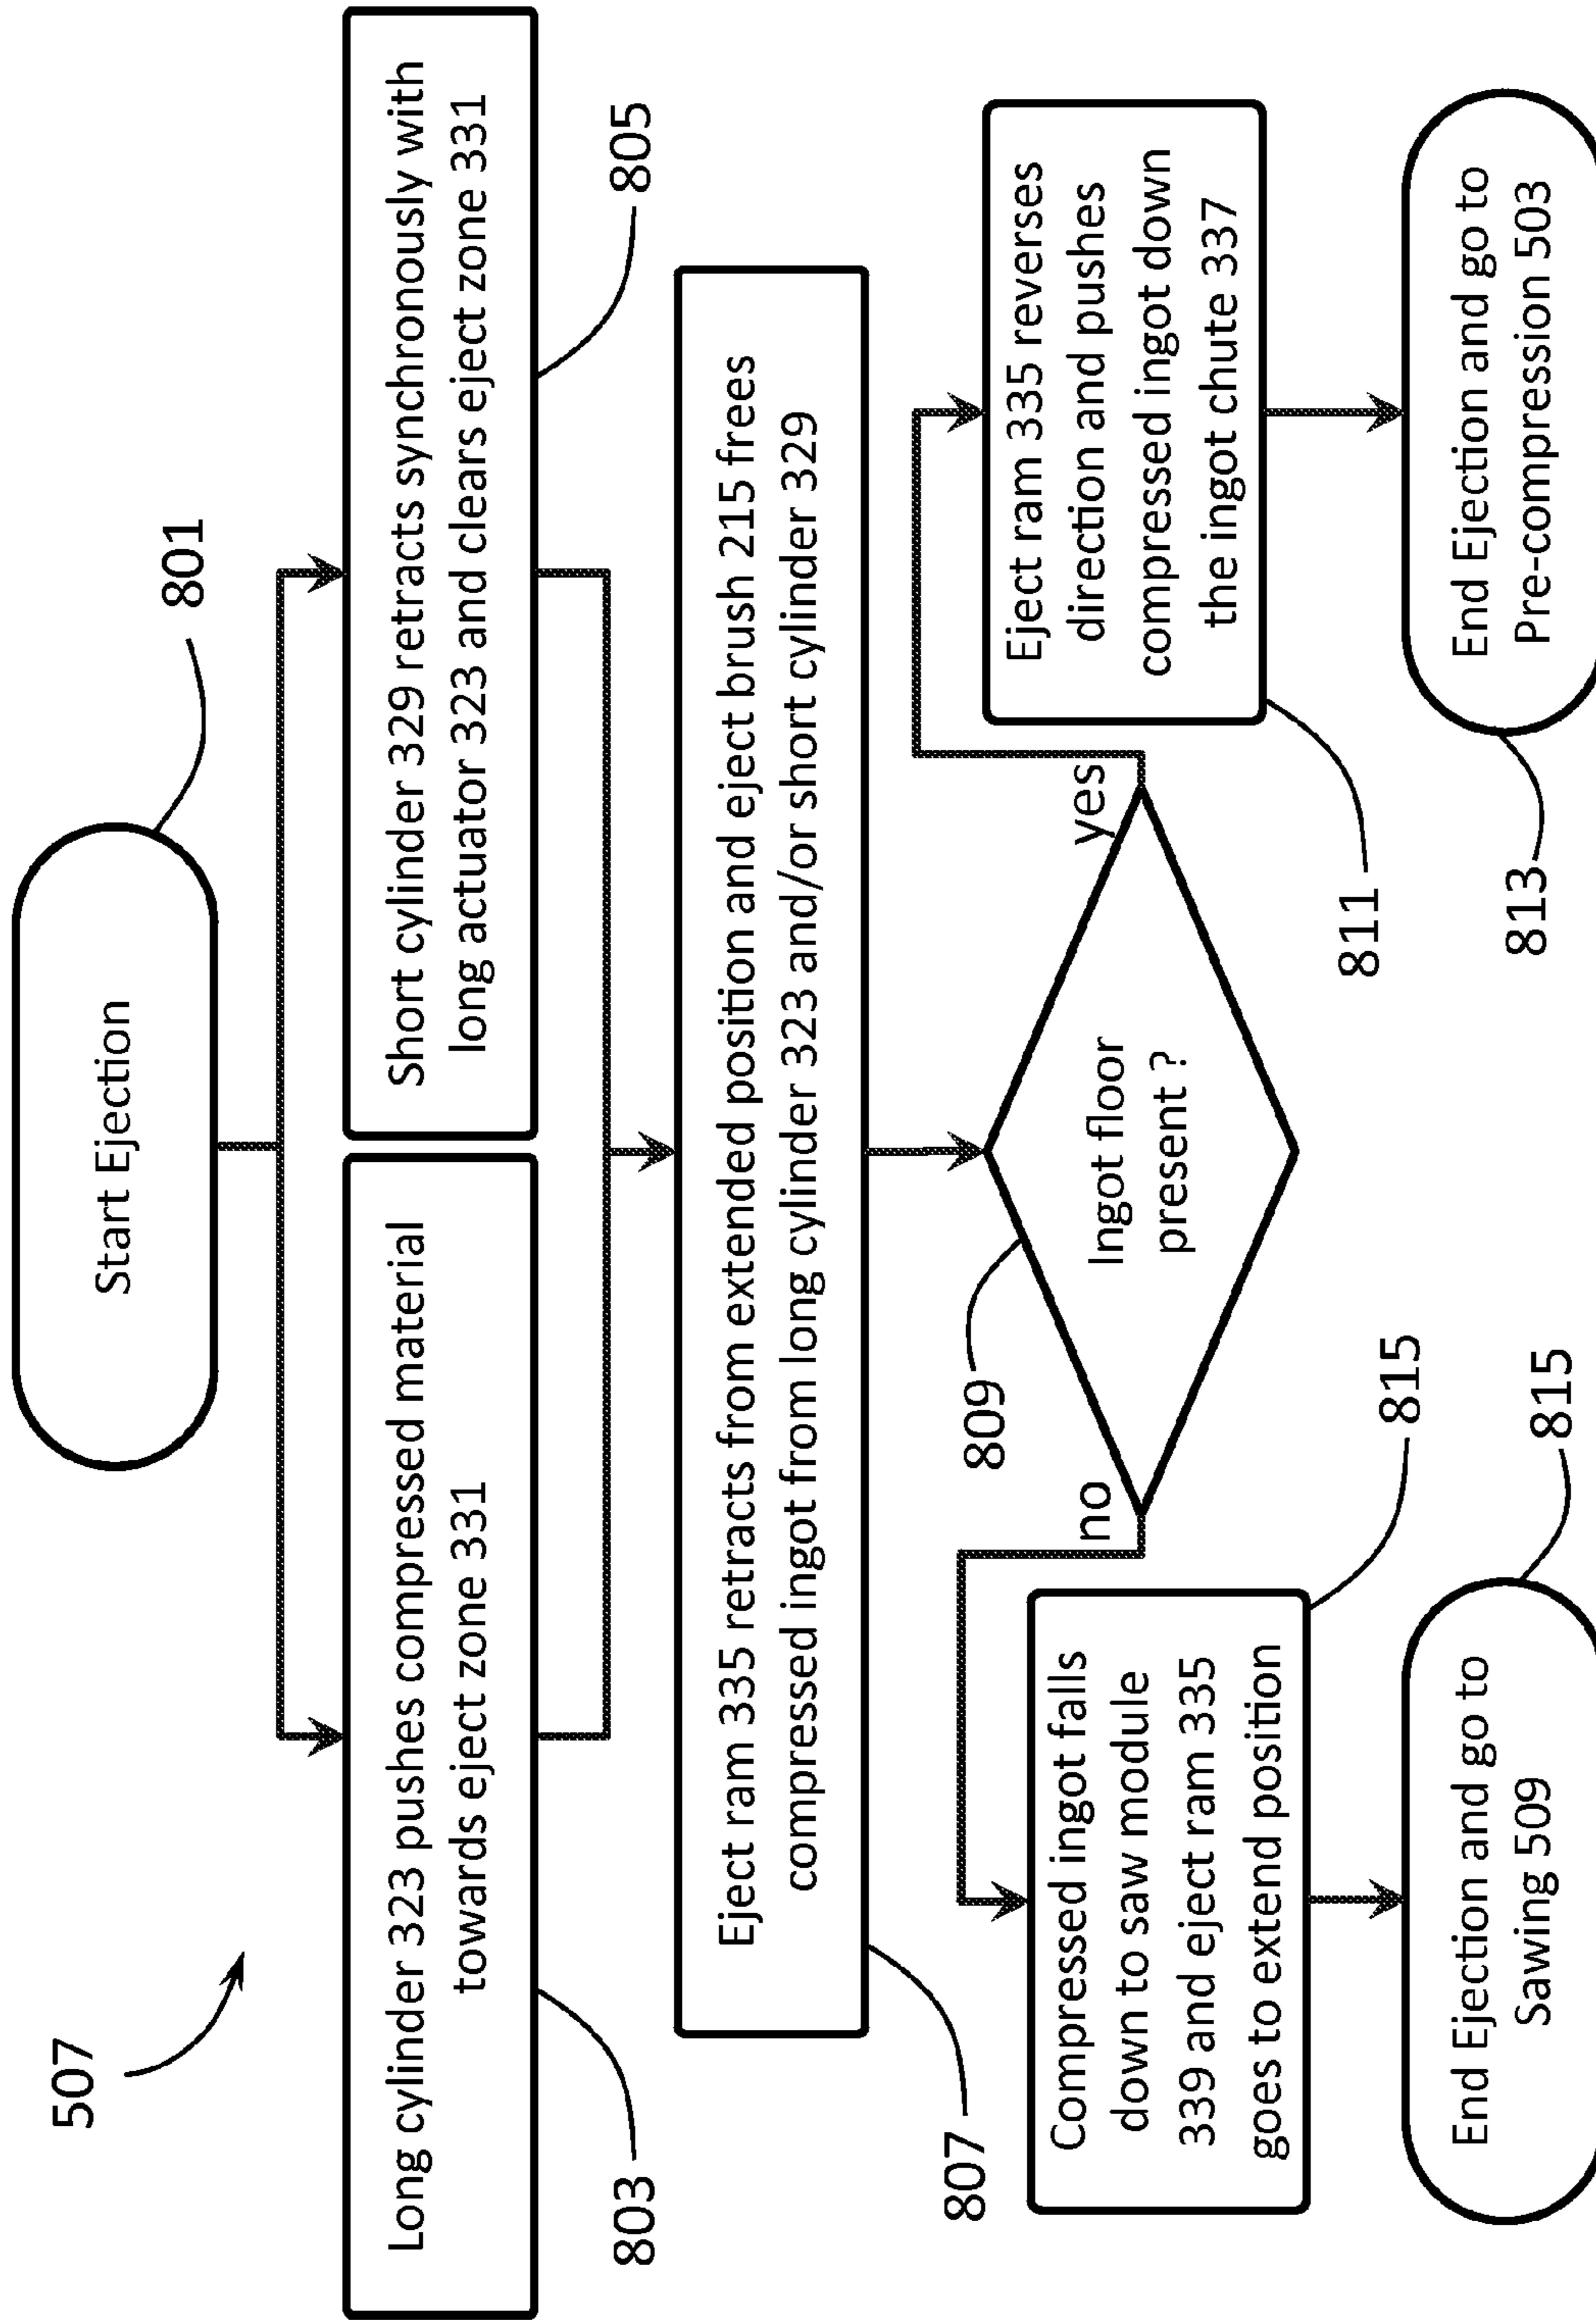 507
Start Ejection
801
Long cylinder 323 pushes compressed material
towards eject zone 331
803
Short cylinder 329 retracts synchronously with
long actuator 323 and clears eject zone 331
805
Eject ram 335 retracts from extended position and eject brush 215 frees
compressed ingot from long cylinder 323 and/or short cylinder 329
807
Ingot floor
present ?
809
no
yes
Compressed ingot falls
down to saw module
339 and eject ram 335
goes to extend position
815
Eject ram 335 reverses
direction and pushes
compressed ingot down
the ingot chute 337
811
End Ejection and go to
Sawing 509
815
End Ejection and go to
Pre-compression 503
813